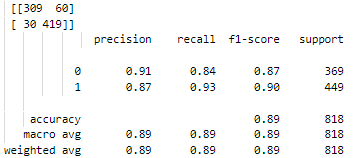 [[309 60]
[ 30 419]]
precision recall f1-score support
0 0.91 0.84 0.87 369
1 0.87 0.93 0.90 449
accuracy 0.89 818
macro avg 0.89 0.89 0.89 818
weighted avg 0.89 0.89 0.89 818